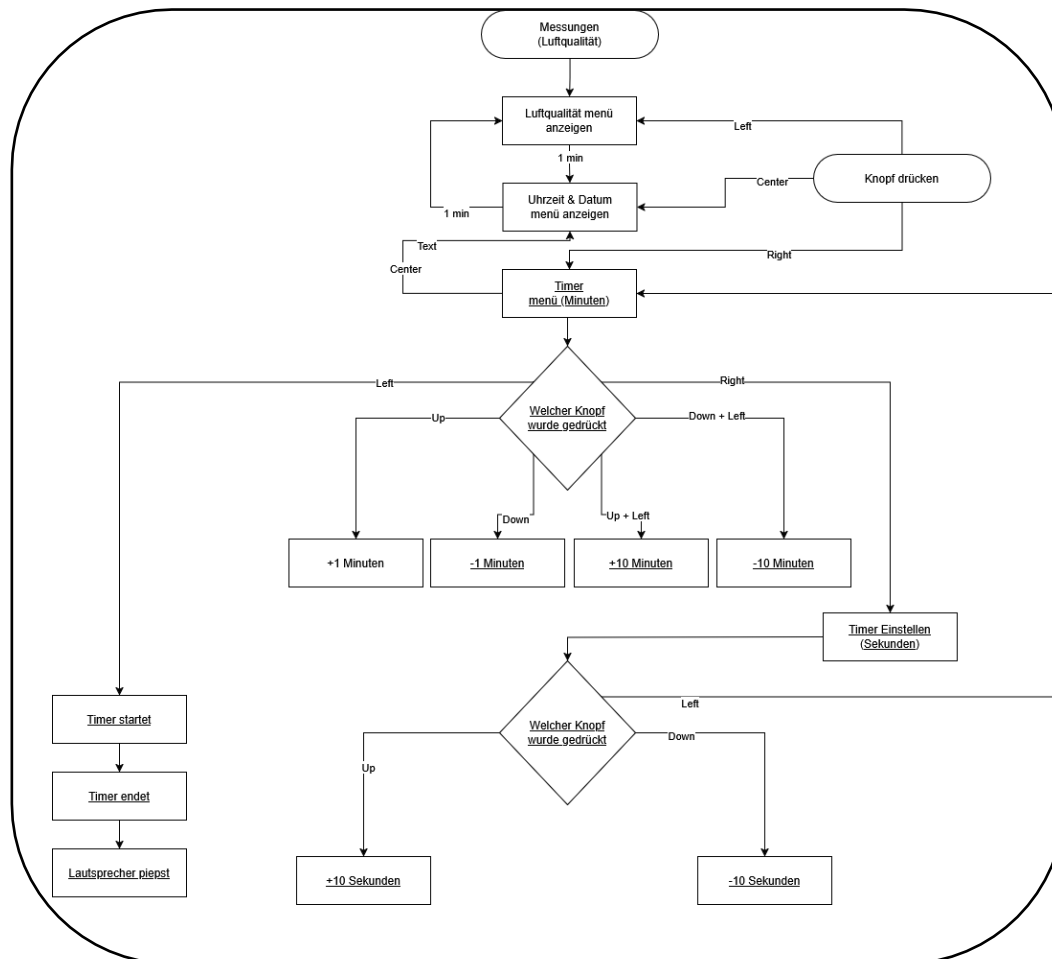 Messungen
(Luftqualität)
Luftqualität menü
anzeigen
Left
1 min
Knopf drücken
Center
Uhrzeit & Datum
menü anzeigen
1 min
Text
Right
Center
Timer
menü (Minuten)
Left
Right
Welcher Knopf
wurde gedrückt
Up
Down + Left
Down
Up + Left
+1 Minuten
-1 Minuten
+10 Minuten
-10 Minuten
Timer Einstellen
(Sekunden)
Left
Timer startet
Welcher Knopf
wurde gedrückt
Down
Up
Timer endet
Lautsprecher piepst
+10 Sekunden
-10 Sekunden